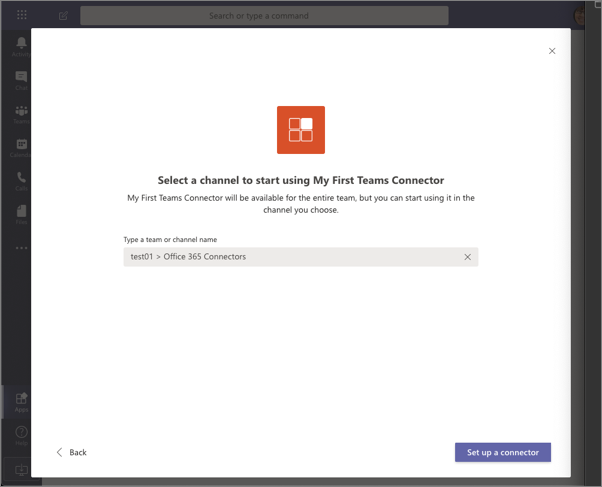 Search or type a command
Activity
Chat
Teams
Calendar
Calls
Files
Select a channel to start using My First Teams Connector
My First Teams Connector will be available for the entire team, but you can start using it in the
channel you choose.
Type a team or channel name
test01 > Office 365 Connectors
Apps
Help
Back
Set up a connector